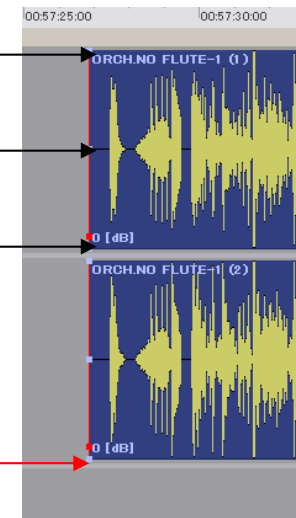 00:57:25:00 00:57:30:00
ORCH.NO FLUTE-1 (1)
0 [dB]
ORCH.NO FLUTE-1 (2)
0 [dB]